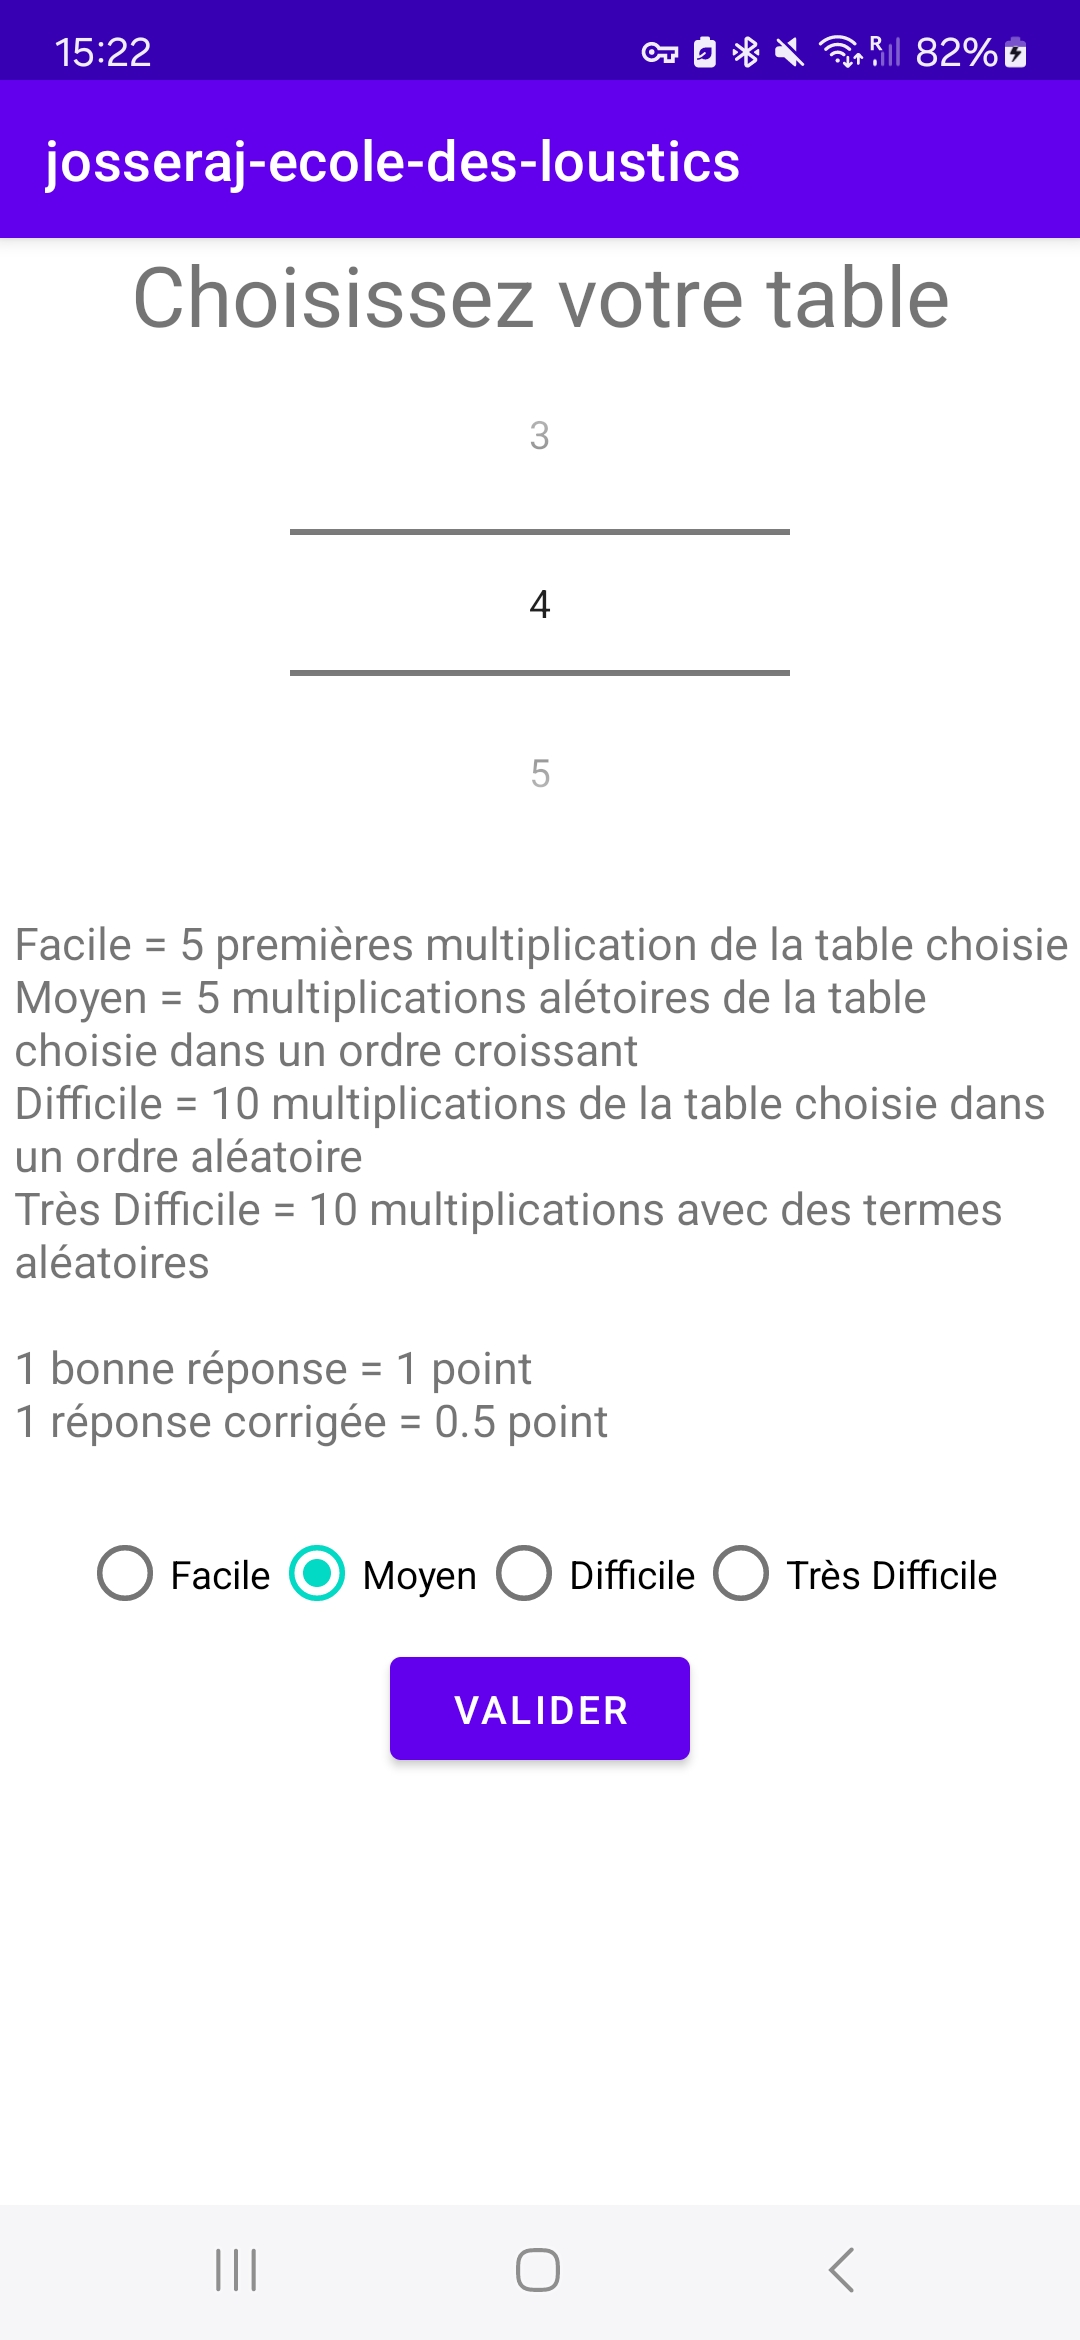 15:22
82%
josseraj-ecole-des-loustics
Choisissez votre table
3
4
5
Facile = 5 premières multiplication de la table choisie
Moyen = 5 multiplications alétoires de la table
choisie dans un ordre croissant
Difficile = 10 multiplications de la table choisie dans
un ordre aléatoire
Très Difficile = 10 multiplications avec des termes
aléatoires
1 bonne réponse = 1 point
1 réponse corrigée = 0.5 point
Facile Moyen Difficile Très Difficile
VALIDER